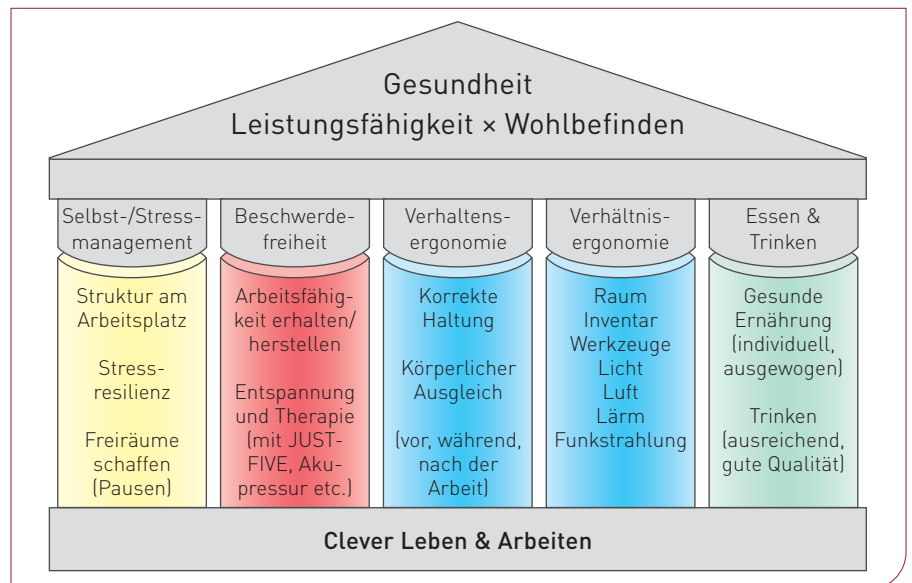 Gesundheit
Leistungsfähigkeit × Wohlbefinden
Selbst-/Stress-
management
Struktur am
Arbeitsplatz
Stress-
resilienz
Freiräume
schaffen
(Pausen)
Beschwerde-
freiheit
Arbeitsfähig-
keit erhalten/
herstellen
Entspannung
und Therapie
(mit JUST-
FIVE, Aku-
pressur etc.)
Verhaltens-
ergonomie
Korrekte
Haltung
Körperlicher
Ausgleich
(vor, während,
nach der
Arbeit)
Verhältnis-
ergonomie
Raum
Inventar
Werkzeuge
Licht
Luft
Lärm
Funkstrahlung
Essen &
Trinken
Gesunde
Ernährung
(individuell,
ausgewogen)
Trinken
(ausreichend,
gute Qualität)
Clever Leben & Arbeiten